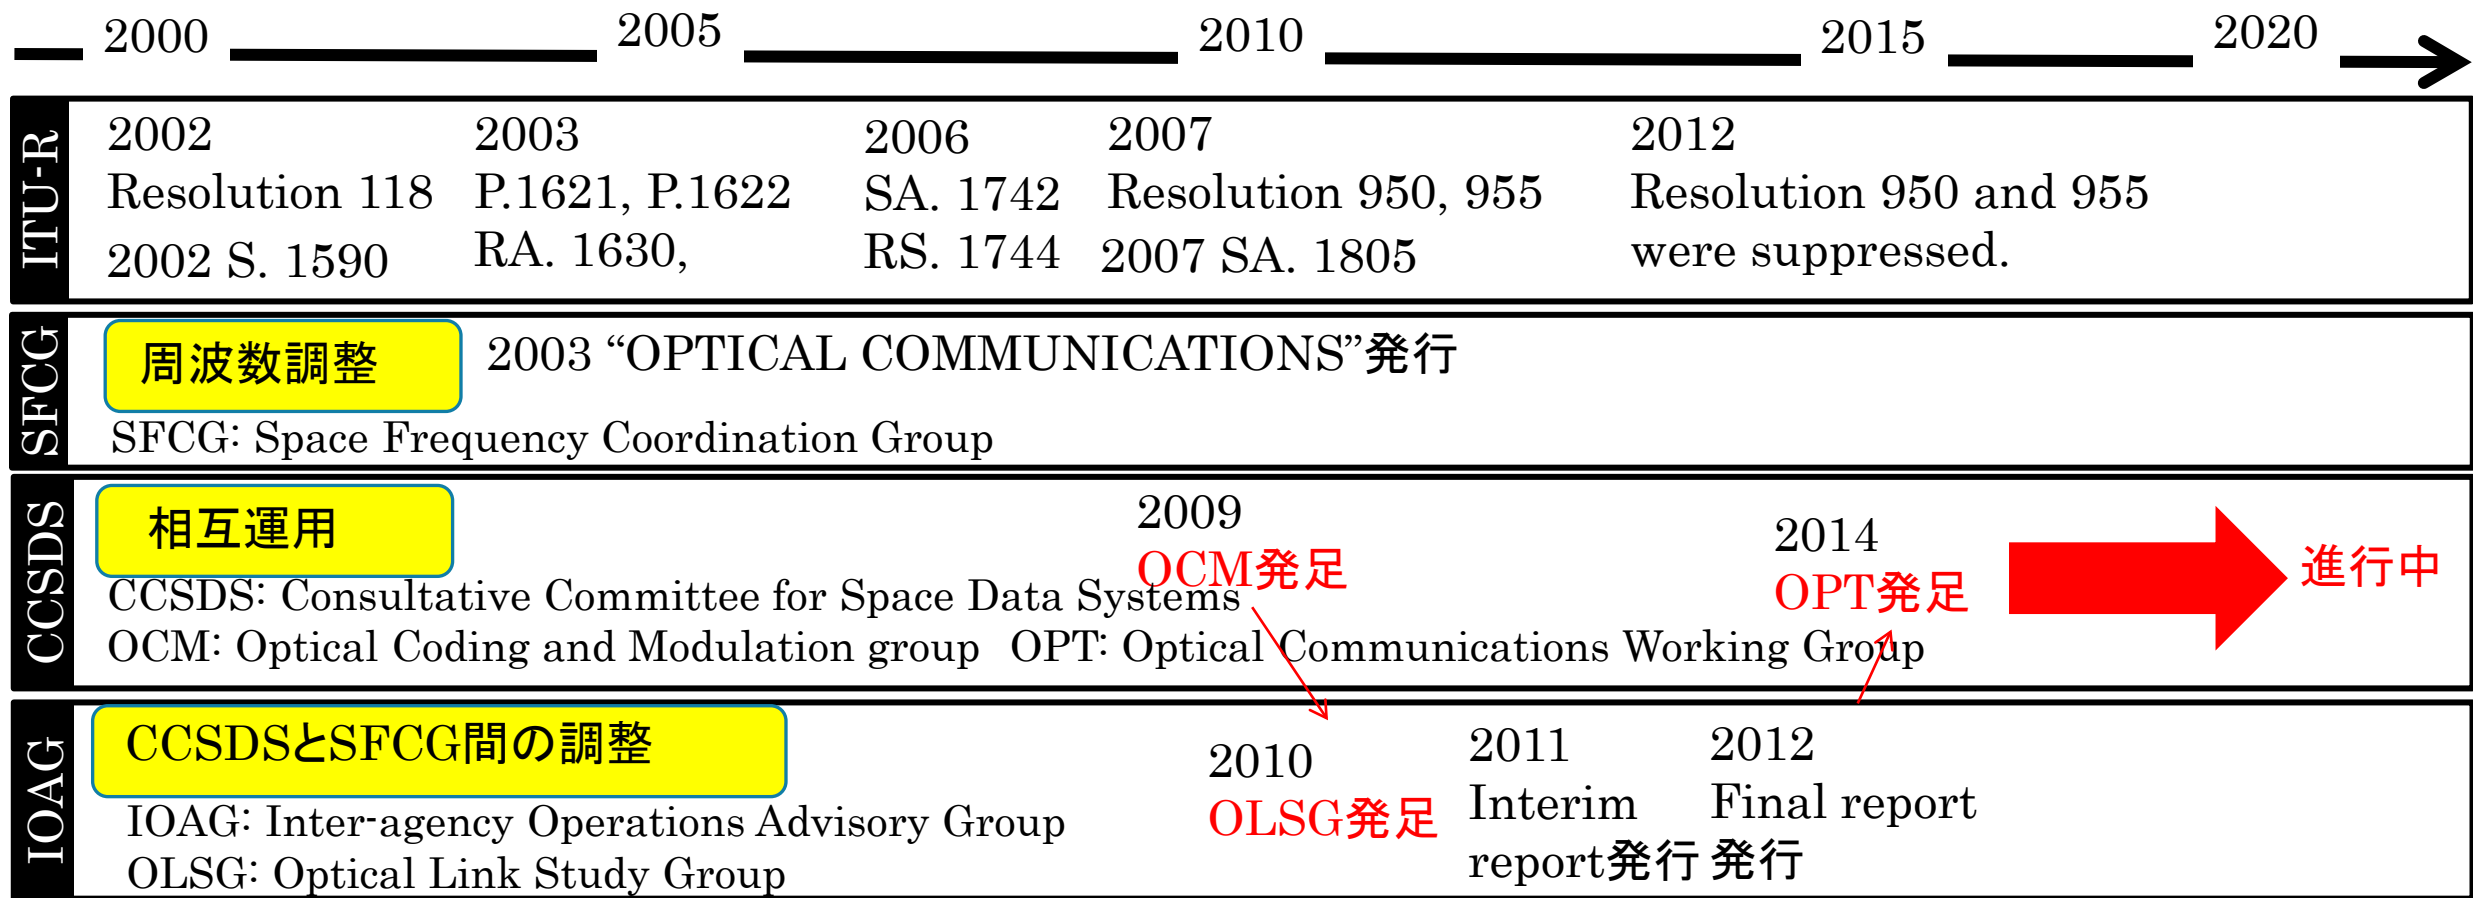 2000 2005 2010 2015 2020
ITU-R
2002
Resolution 118
2002 S. 1590
2003
P.1621, P.1622
RA. 1630,
2006
SA. 1742
RS. 1744
2007
Resolution 950, 955
2007 SA. 1805
2012
Resolution 950 and 955
were suppressed.
SFCG
周波数調整
2003 “OPTICAL COMMUNICATIONS”発行
SFCG: Space Frequency Coordination Group
CCSDS
相互運用
2009
OCM発足
2014
OPT発足
進行中
CCSDS: Consultative Committee for Space Data Systems
OCM: Optical Coding and Modulation group OPT: Optical Communications Working Group
IOAG
CCSDSとSFCG間の調整
IOAG: Inter-agency Operations Advisory Group
OLSG: Optical Link Study Group
2010
OLSG発足
2011
Interim
report発行
2012
Final report
発行